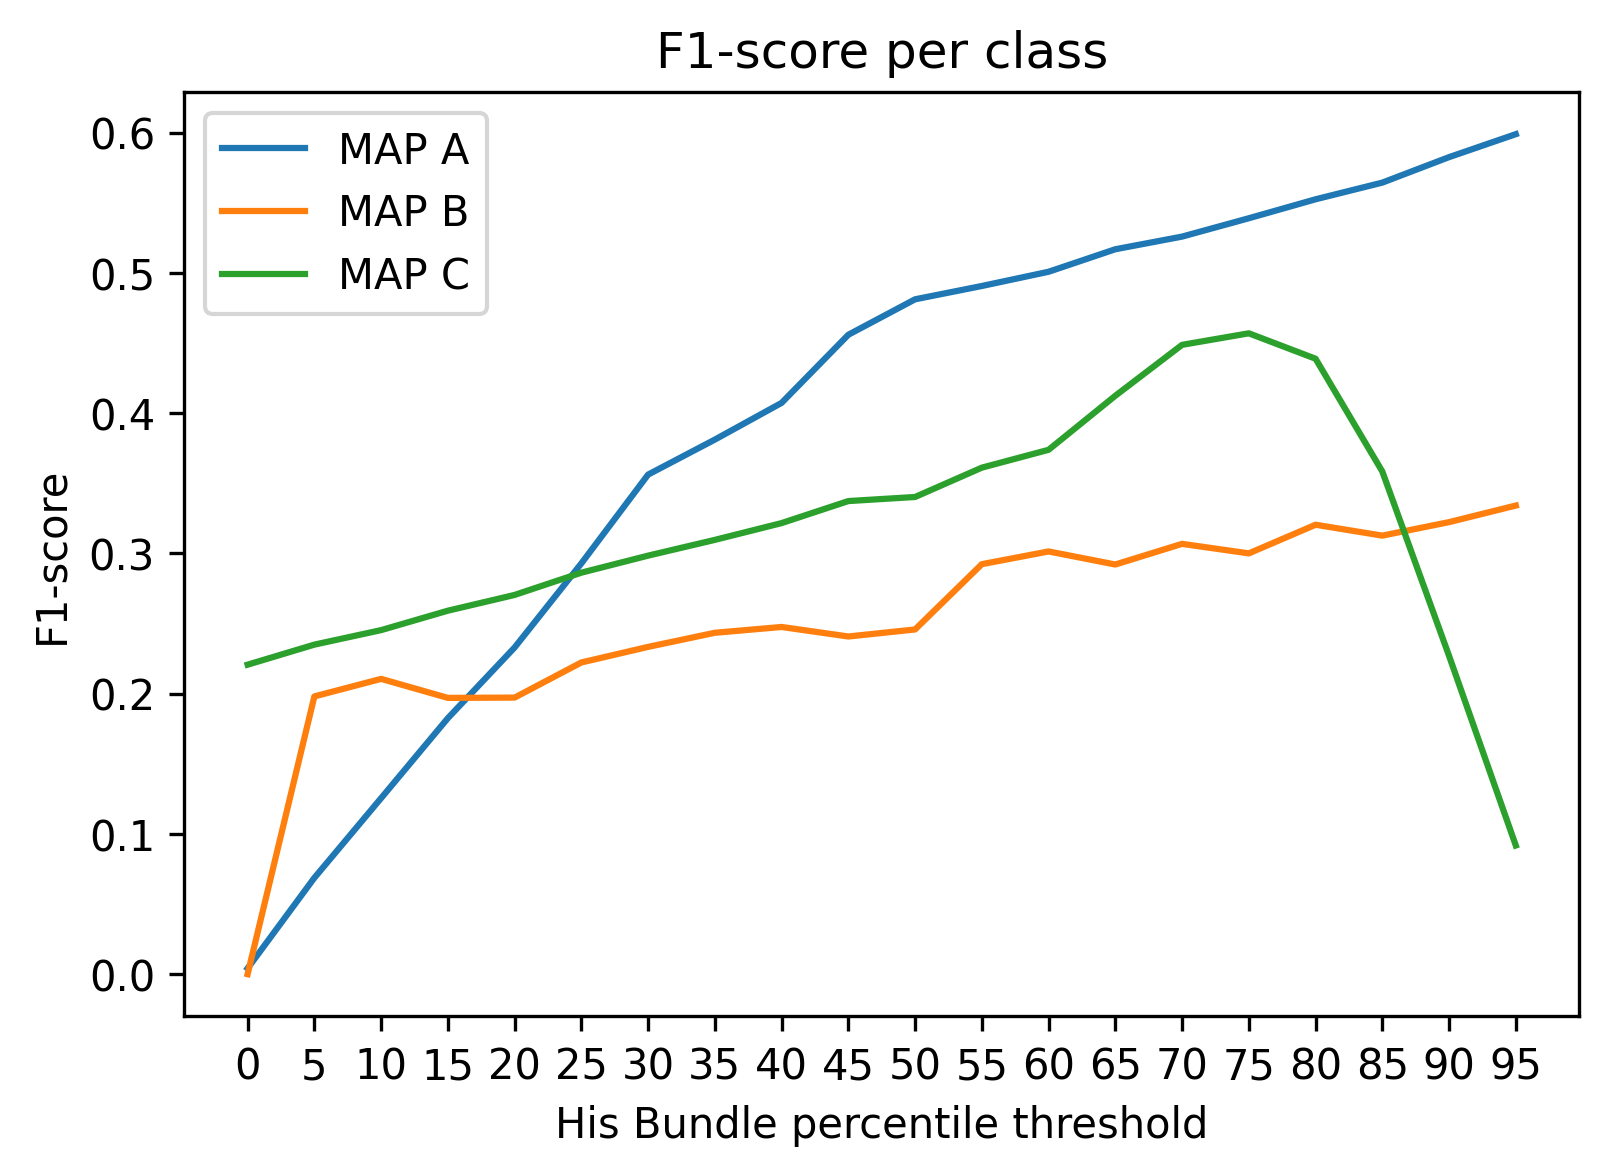 F1-score per class
MAP A
MAP B
MAP C
0.6
0.5
0.4
0.3
0.2
0.1
0.0
F1-score
0 5 10 15 20 25 30 35 40 45 50 55 60 65 70 75 80 85 90 95
His Bundle percentile threshold